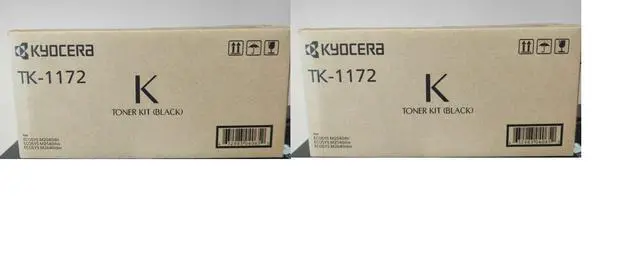 KYOCERA
TK-1172
K
TONER KIT (BLACK)
KYOCERA
TK-1172
K
TONER KIT (BLACK)